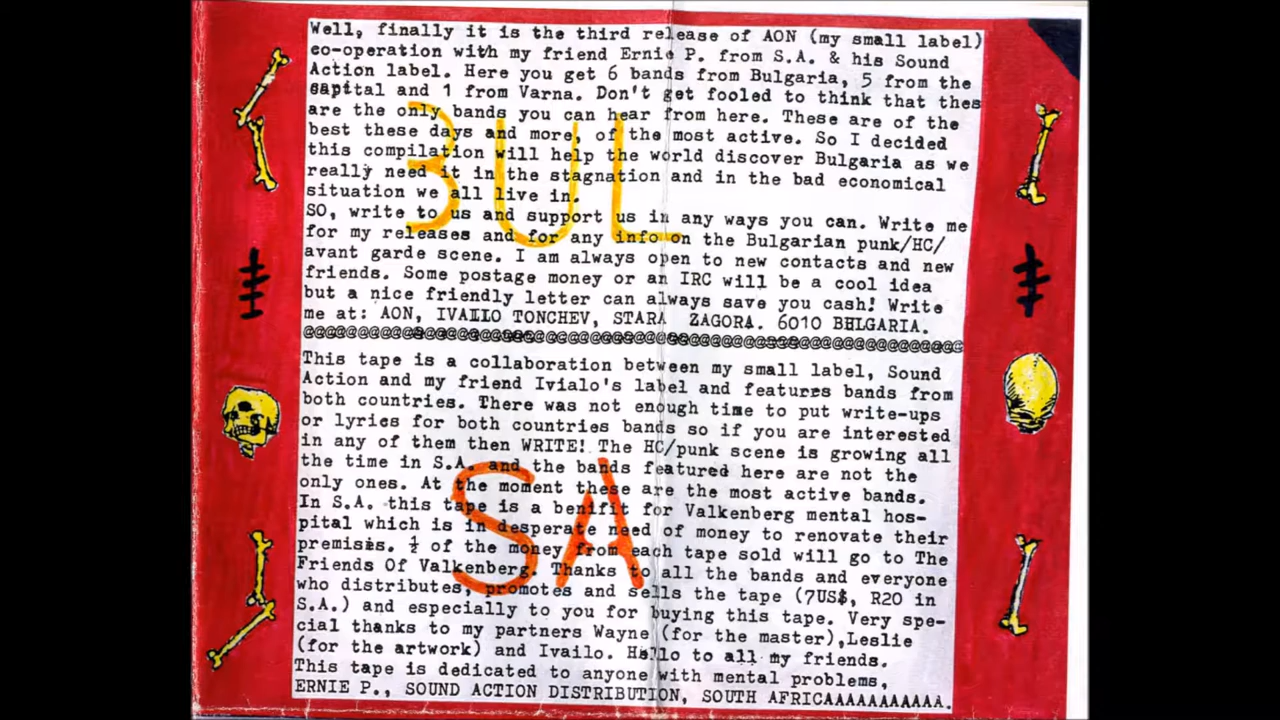 Well, finally it is the third release of AON (my small label)
co-operation with my friend Ernie P. from S.A. & his Sound
Action label. Here you get 6 bands from Bulgaria, 5 from the
capital and 1 from Varna. Don't get fooled to think that thes
are the only bands you can hear from here. These are of the
best these days and more, of the most active. So I decided
this compilation will help the world discover Bulgaria as we
really need it in the stagnation and in the bad economical
situation we all live in.
BUL
SO, write to us and support us in any ways you can. Write me
for my releases and for any info on the Bulgarian punk/HC/
avant garde scene. I am always open to new contacts and new
friends. Some postage money or an IRC will be a cool idea
but a nice friendly letter can always save you cash! Write
me at: AON, IVAILO TONCHEV, STARA ZAGORA. 6010 BULGARIA.
@@@@@@@@@@@@@@@@@@@@@@@@@@@@@@@@@@@@@@@@@@@@@@@@@@@@@@@@@@@@
This tape is a collaboration between my small label, Sound
Action and my friend Ivialo's label and features bands from
both countries. There was not enough time to put write-ups
or lyrics for both countries bands so if you are interested
in any of them then WRITE! The HC/punk scene is growing all
the time in S.A. and the bands featured here are not the
only ones. At the moment these are the most active bands.
In S.A. this tape is a benifit for Valkenberg mental hos-
pital which is in desperate need of money to renovate their
premises. ½ of the money from each tape sold will go to The
Friends Of Valkenberg. Thanks to all the bands and everyone
who distributes, promotes and sells the tape (7US$, R20 in
S.A.) and especially to you for buying this tape. Very spe-
cial thanks to my partners Wayne (for the master),Leslie
(for the artwork) and Ivailo. Hello to all my friends.
This tape is dedicated to anyone with mental problems,
ERNIE P., SOUND ACTION DISTRIBUTION, SOUTH AFRICAAAAAAAAAAA.
SA